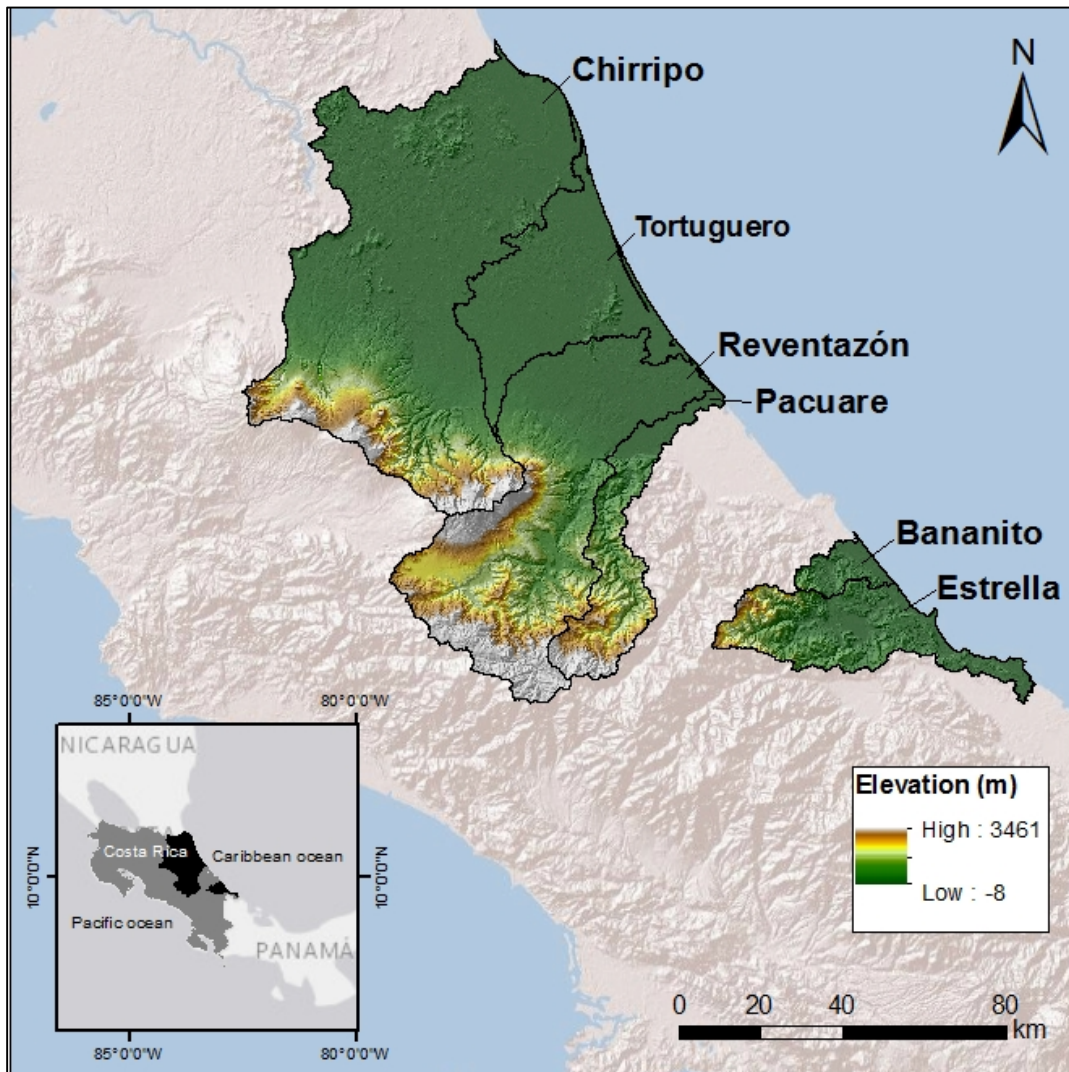 N
Chirripo
Tortuguero
Reventazón
Pacuare
Bananito
Estrella
85°0'0"W
80°0'0"W
NICARAGUA
Costa Rica
Caribbean ocean
10°0'0"N
10°0'0"N
Pacific ocean
PANAMÁ
85°0'0"W
80°0'0"W
Elevation (m)
High : 3461
Low : -8
0 20 40 80
km